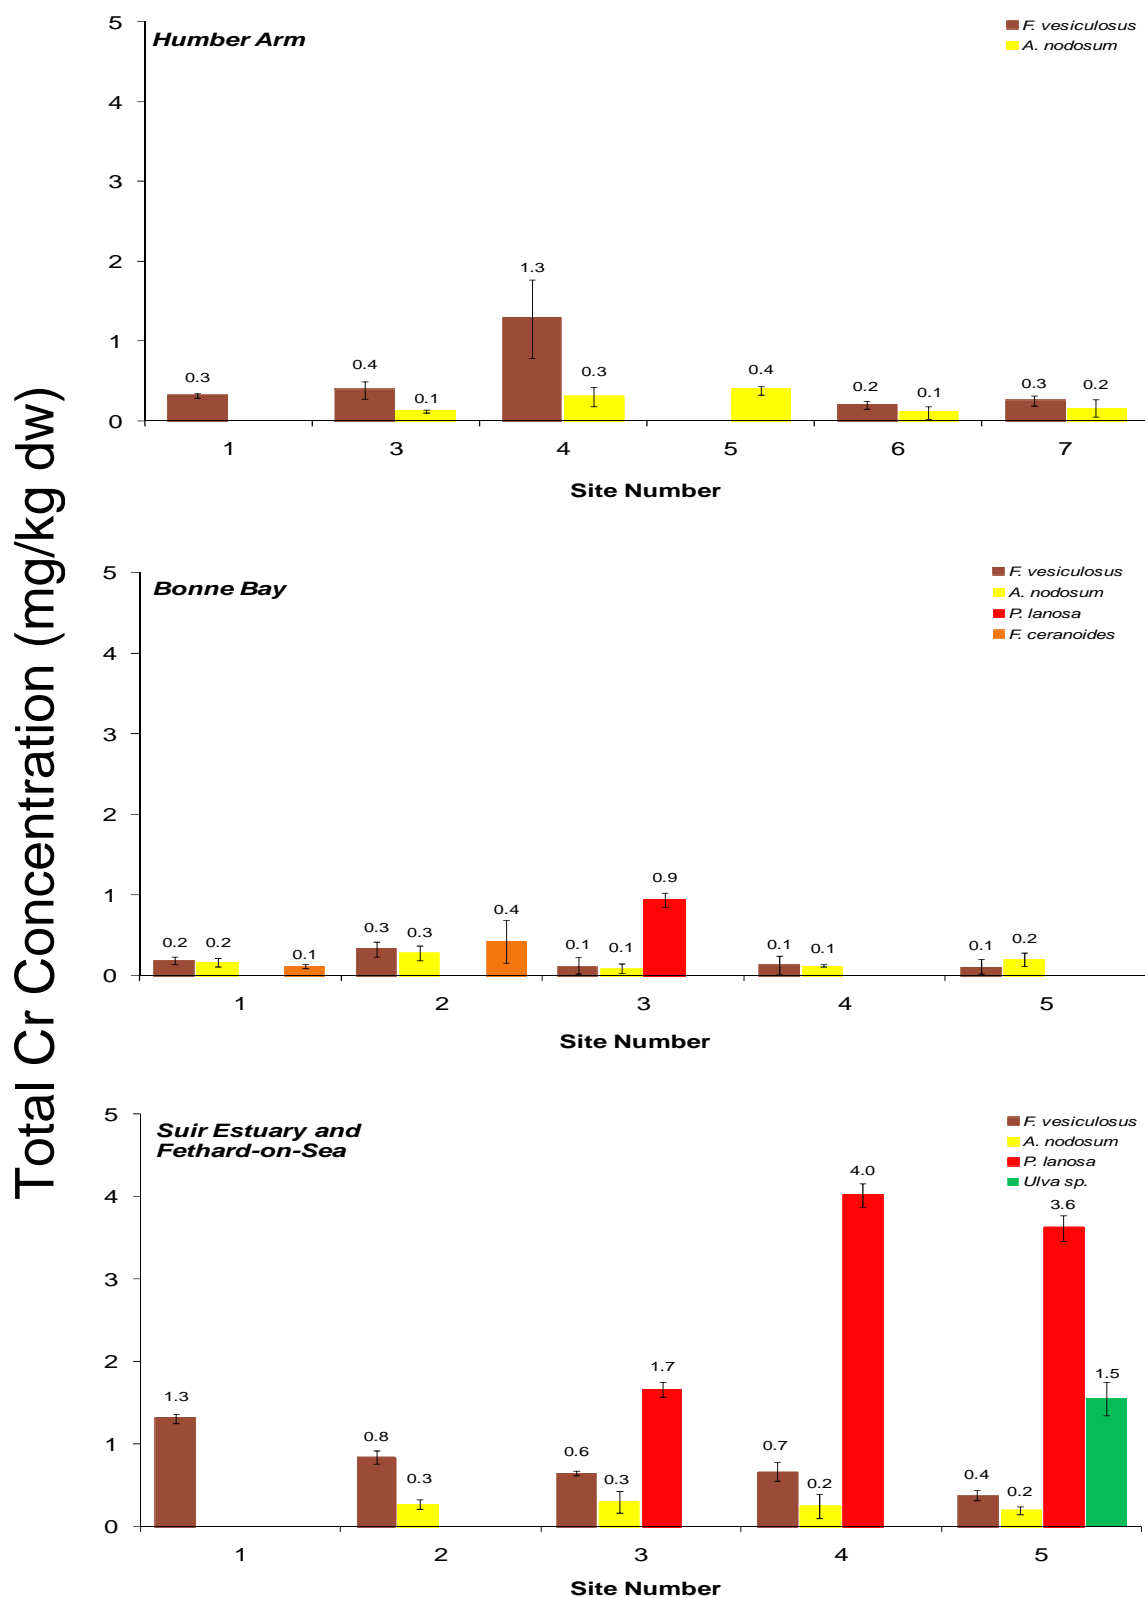 Total Cr Concentration (mg/kg dw)
Humber Arm
F. vesiculosus
A. nodosum
5
4
3
2
1
0
0.3
0.4
0.1
1.3
0.3
0.4
0.2
0.1
0.3
0.2
1 3 4 5 6 7
Site Number
Bonne Bay
F. vesiculosus
A. nodosum
P. lanosa
F. ceranoides
5
4
3
2
1
0
0.2
0.2
0.1
0.3
0.3
0.4
0.1
0.1
0.9
0.1
0.1
0.1
0.2
1 2 3 4 5
Site Number
Suir Estuary and
Fethard-on-Sea
F. vesiculosus
A. nodosum
P. lanosa
Ulva sp.
5
4
3
2
1
0
1.3
0.8
0.3
0.6
0.3
1.7
0.7
0.2
4.0
0.4
0.2
3.6
1.5
1 2 3 4 5
Site Number